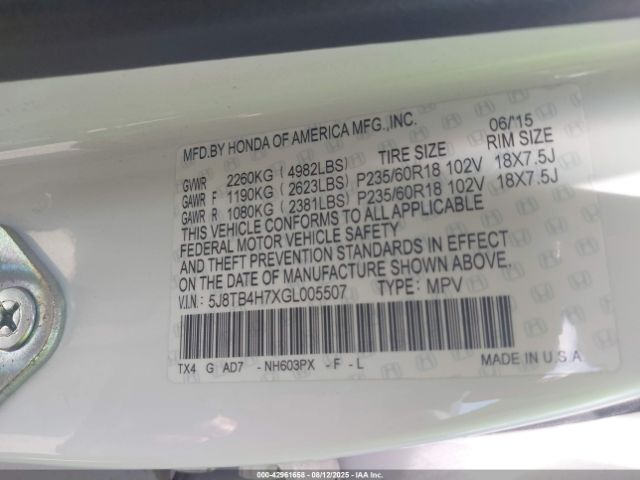 MFD.BY HONDA OF AMERICA MFG.,INC. 06/'15
TIRE SIZE RIM SIZE
GVWR 2260KG (4982LBS)
GAWR F 1190KG (2623LBS) P235/60R18 102V 18X7.5J
GAWR R 1080KG (2381LBS) P235/60R18 102V 18X7.5J
THIS VEHICLE CONFORMS TO ALL APPLICABLE
FEDERAL MOTOR VEHICLE SAFETY
AND THEFT PREVENTION STANDARDS IN EFFECT
ON THE DATE OF MANUFACTURE SHOWN ABOVE.
V.I.N.: 5J8TB4H7XGL005507 TYPE: MPV
TX4 G AD7 -NH603PX -F-L MADE IN U.S.A
000-42961658 - 08/12/2025 - Copyright © 2025 - IAA, Inc.